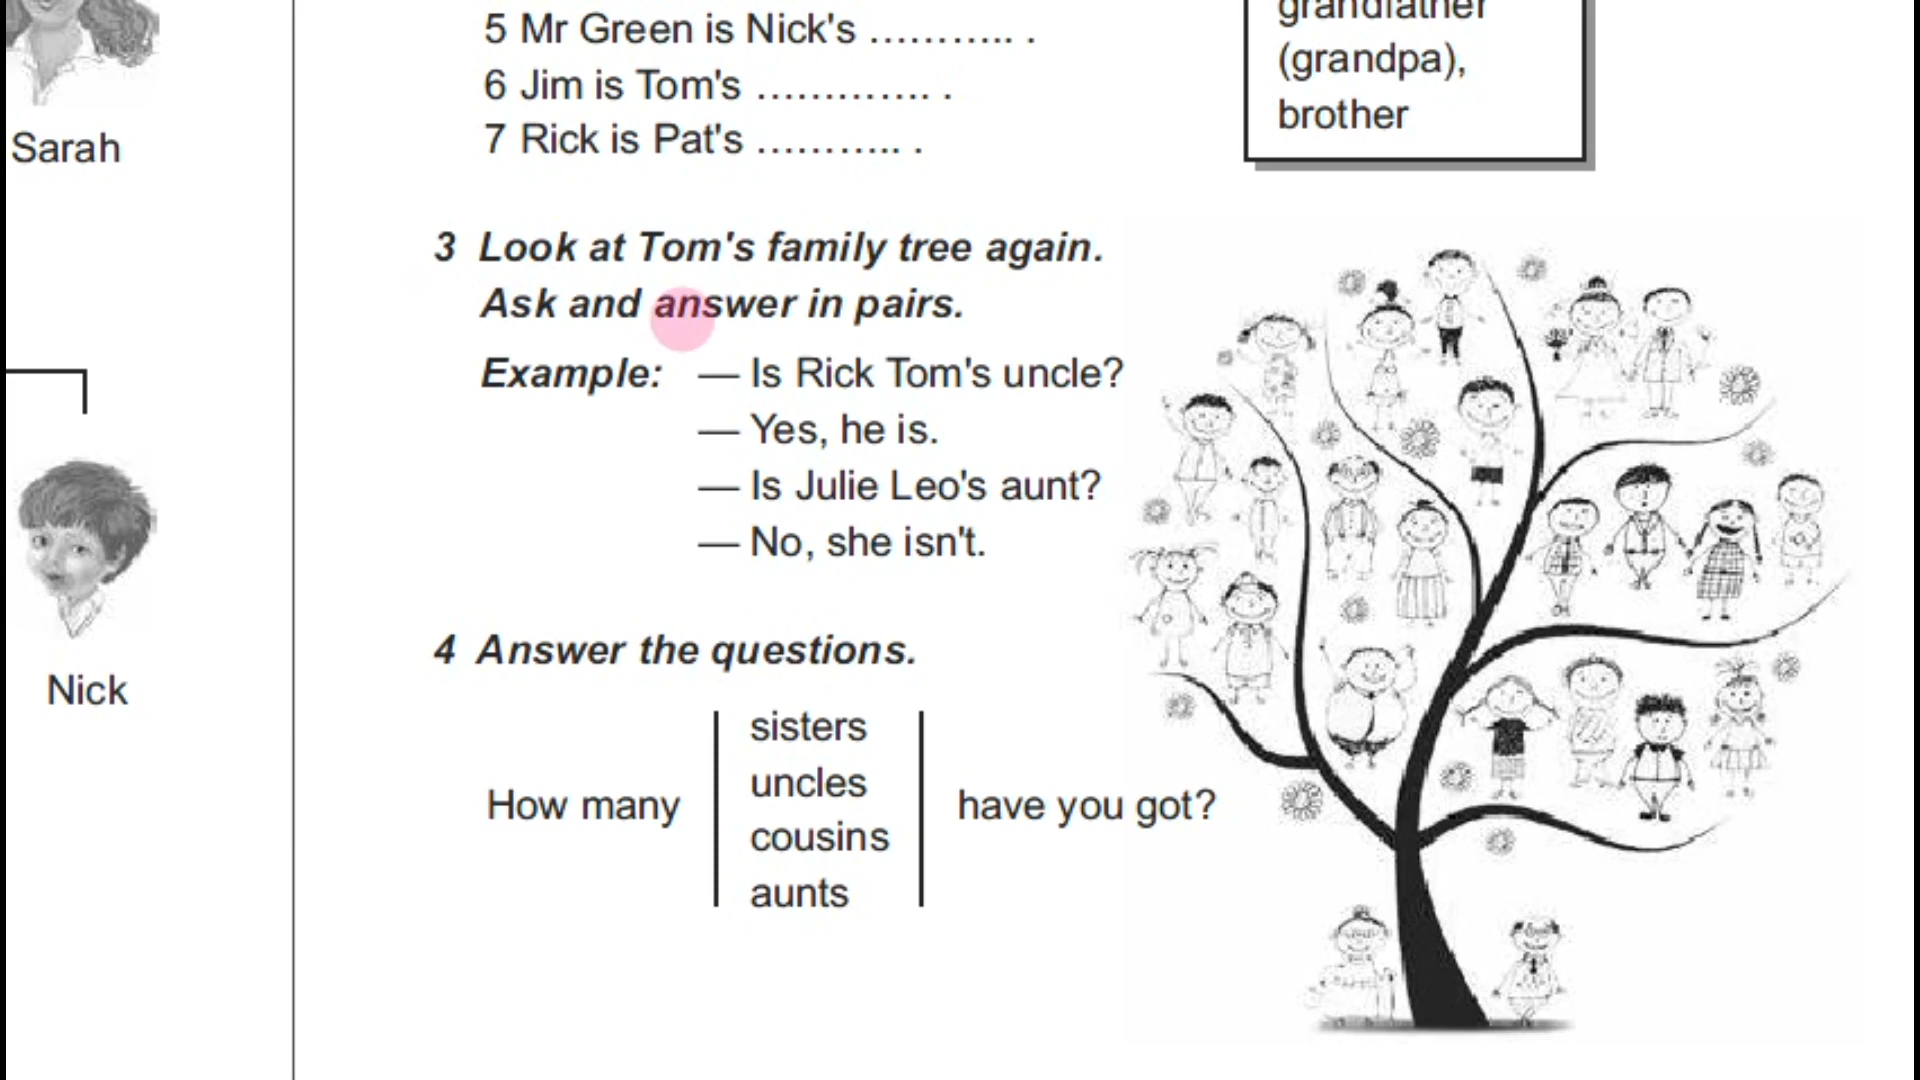 5 Mr Green is Nick's ……….. .
6 Jim is Tom's …………. .
7 Rick is Pat's ……….. .
grandfather
(grandpa),
brother
Sarah
Nick
3 Look at Tom's family tree again.
Ask and answer in pairs.
Example: — Is Rick Tom's uncle?
— Yes, he is.
— Is Julie Leo's aunt?
— No, she isn't.
4 Answer the questions.
How many
sisters
uncles
cousins
aunts
have you got?